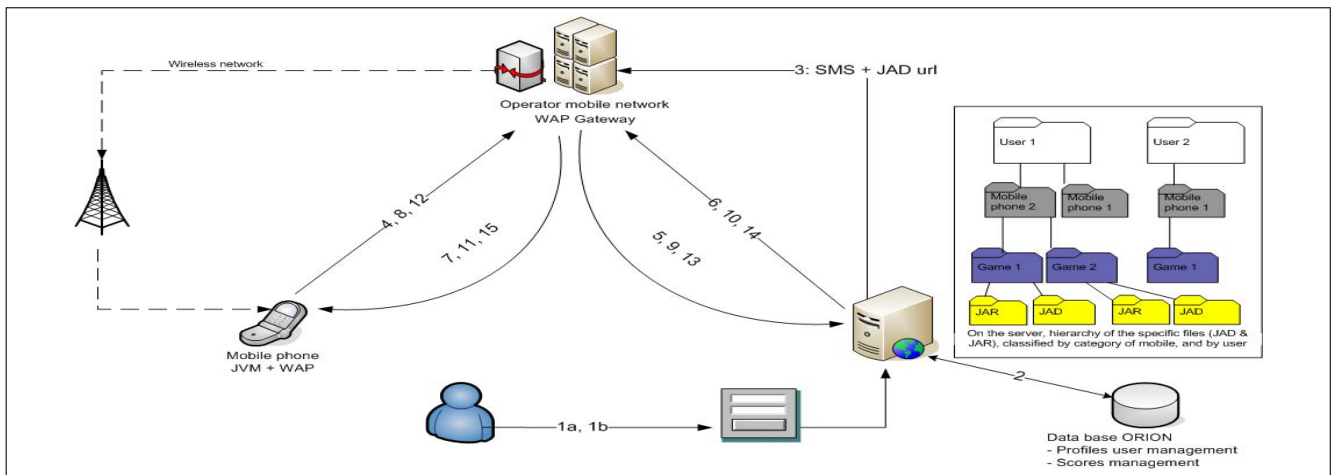 Wireless network
3: SMS + JAD url
Operator mobile network
WAP Gateway
User 1
User 2
Mobile
phone 2
Mobile
phone 1
Mobile
phone 1
4, 8, 12
6, 10, 14
7, 11, 15
5, 9, 13
Game 1
Game 2
Game 1
JAR
JAD
JAR
JAD
On the server, hierarchy of the specific files (JAD &
JAR), classified by category of mobile, and by user
Mobile phone
JVM + WAP
2
1a, 1b
Data base ORION
- Profiles user management
- Scores management